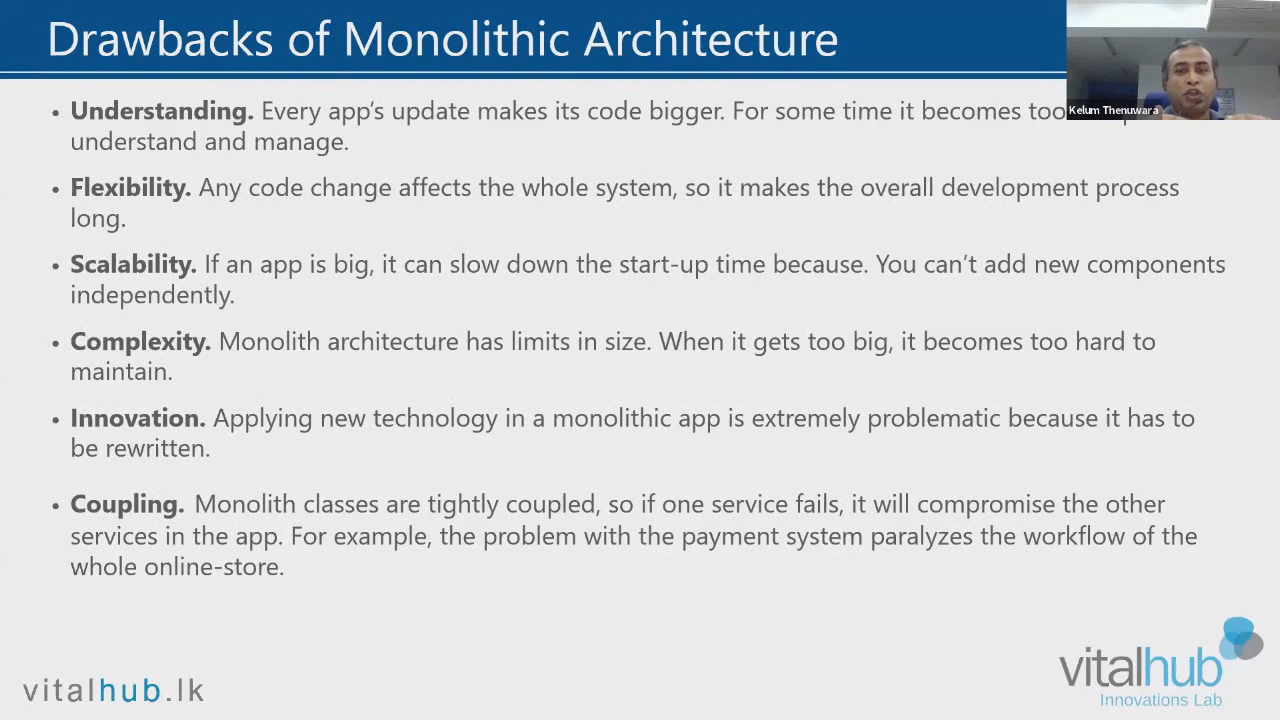 Drawbacks of Monolithic Architecture
Kelum Thenuwara
• Understanding. Every app's update makes its code bigger. For some time it becomes too
understand and manage.
• Flexibility. Any code change affects the whole system, so it makes the overall development process
long.
• Scalability. If an app is big, it can slow down the start-up time because. You can't add new components
independently.
• Complexity. Monolith architecture has limits in size. When it gets too big, it becomes too hard to
maintain.
• Innovation. Applying new technology in a monolithic app is extremely problematic because it has to
be rewritten.
• Coupling. Monolith classes are tightly coupled, so if one service fails, it will compromise the other
services in the app. For example, the problem with the payment system paralyzes the workflow of the
whole online-store.
vitalhub.lk
vitalhub
Innovations Lab